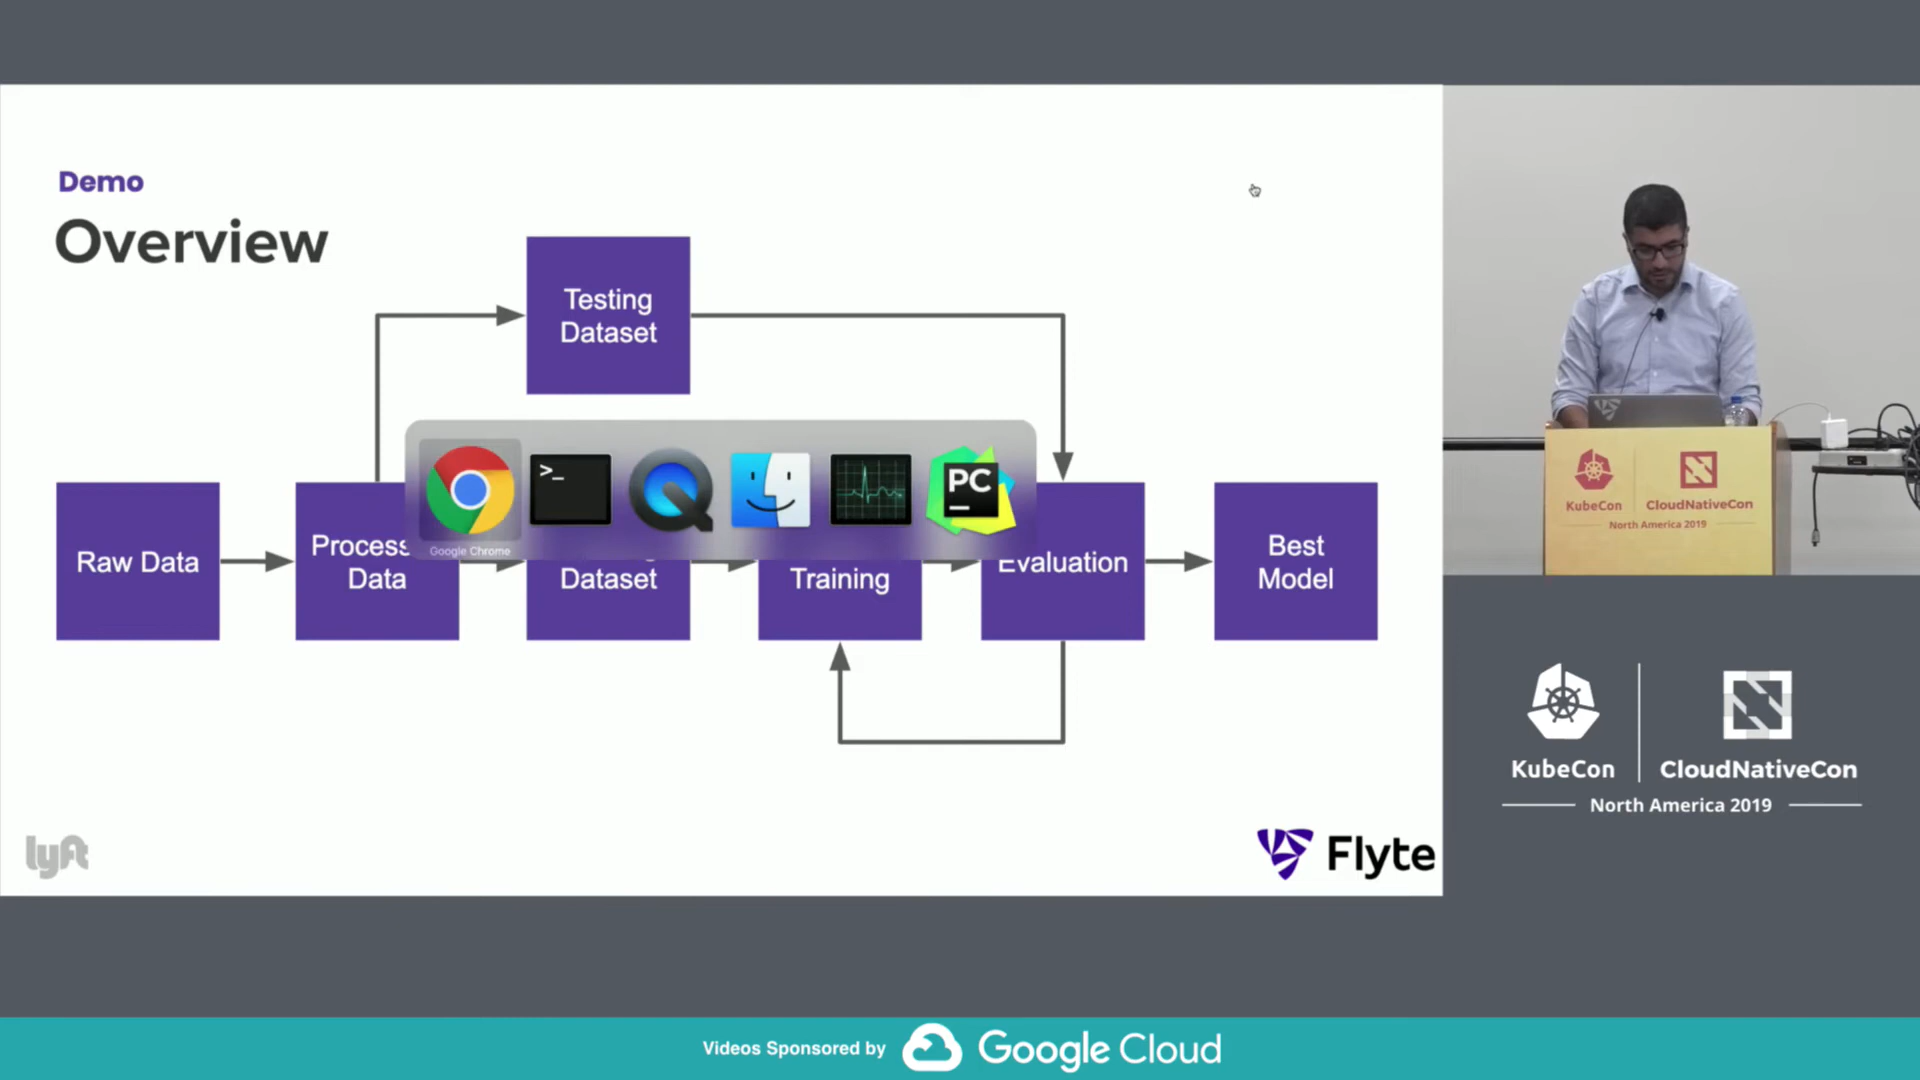 Demo
Overview
Testing
Dataset
Raw Data
Process
Data
Dataset
Training
Evaluation
Best
Model
>_
PC
Google Chrome
lyft
Flyte
KubeCon
CloudNativeCon
North America 2019
KubeCon
CloudNativeCon
North America 2019
Videos Sponsored by
Google Cloud